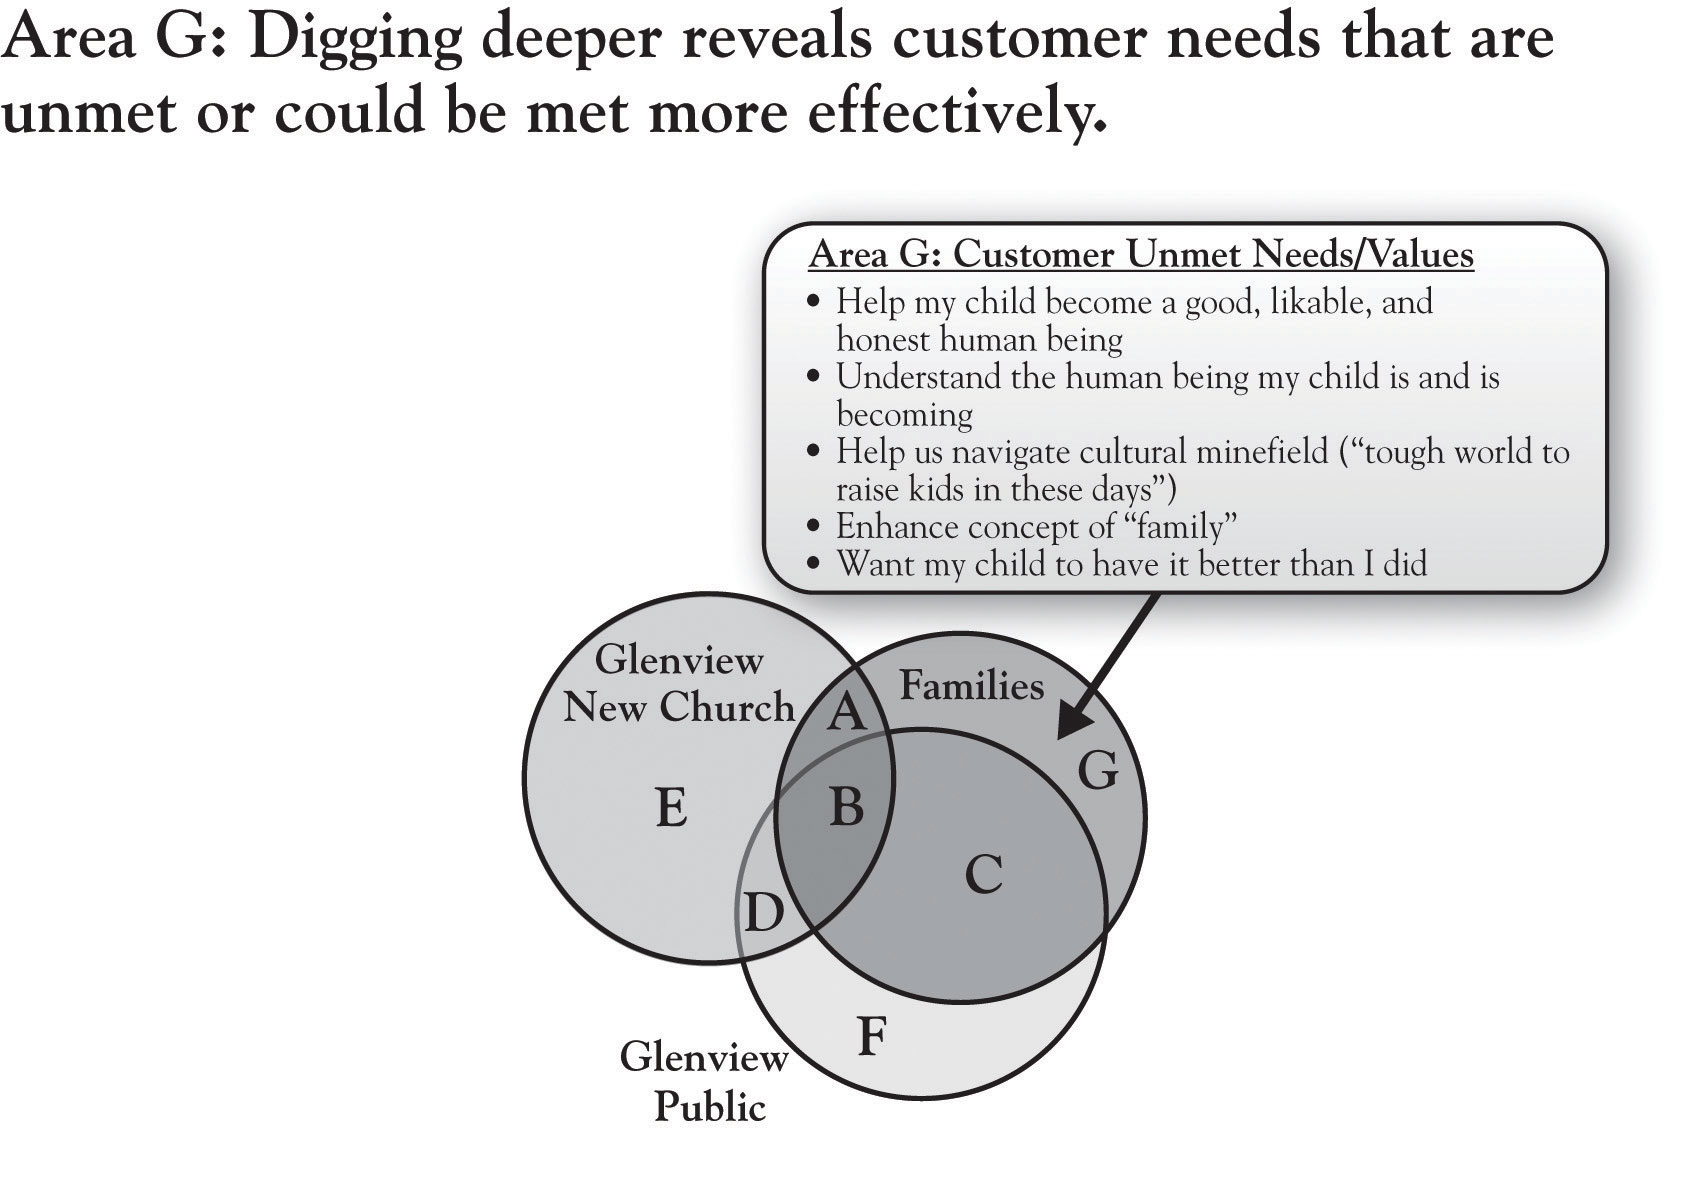 Area G: Digging deeper reveals customer needs that are
unmet or could be met more effectively.
Area G: Customer Unmet Needs/Values
• Help my child become a good, likable, and
honest human being
• Understand the human being my child is and is
becoming
• Help us navigate cultural minefield (“tough world to
raise kids in these days”)
• Enhance concept of “family”
• Want my child to have it better than I did
Glenview
New Church
Families
A
G
E
B
C
D
F
Glenview
Public